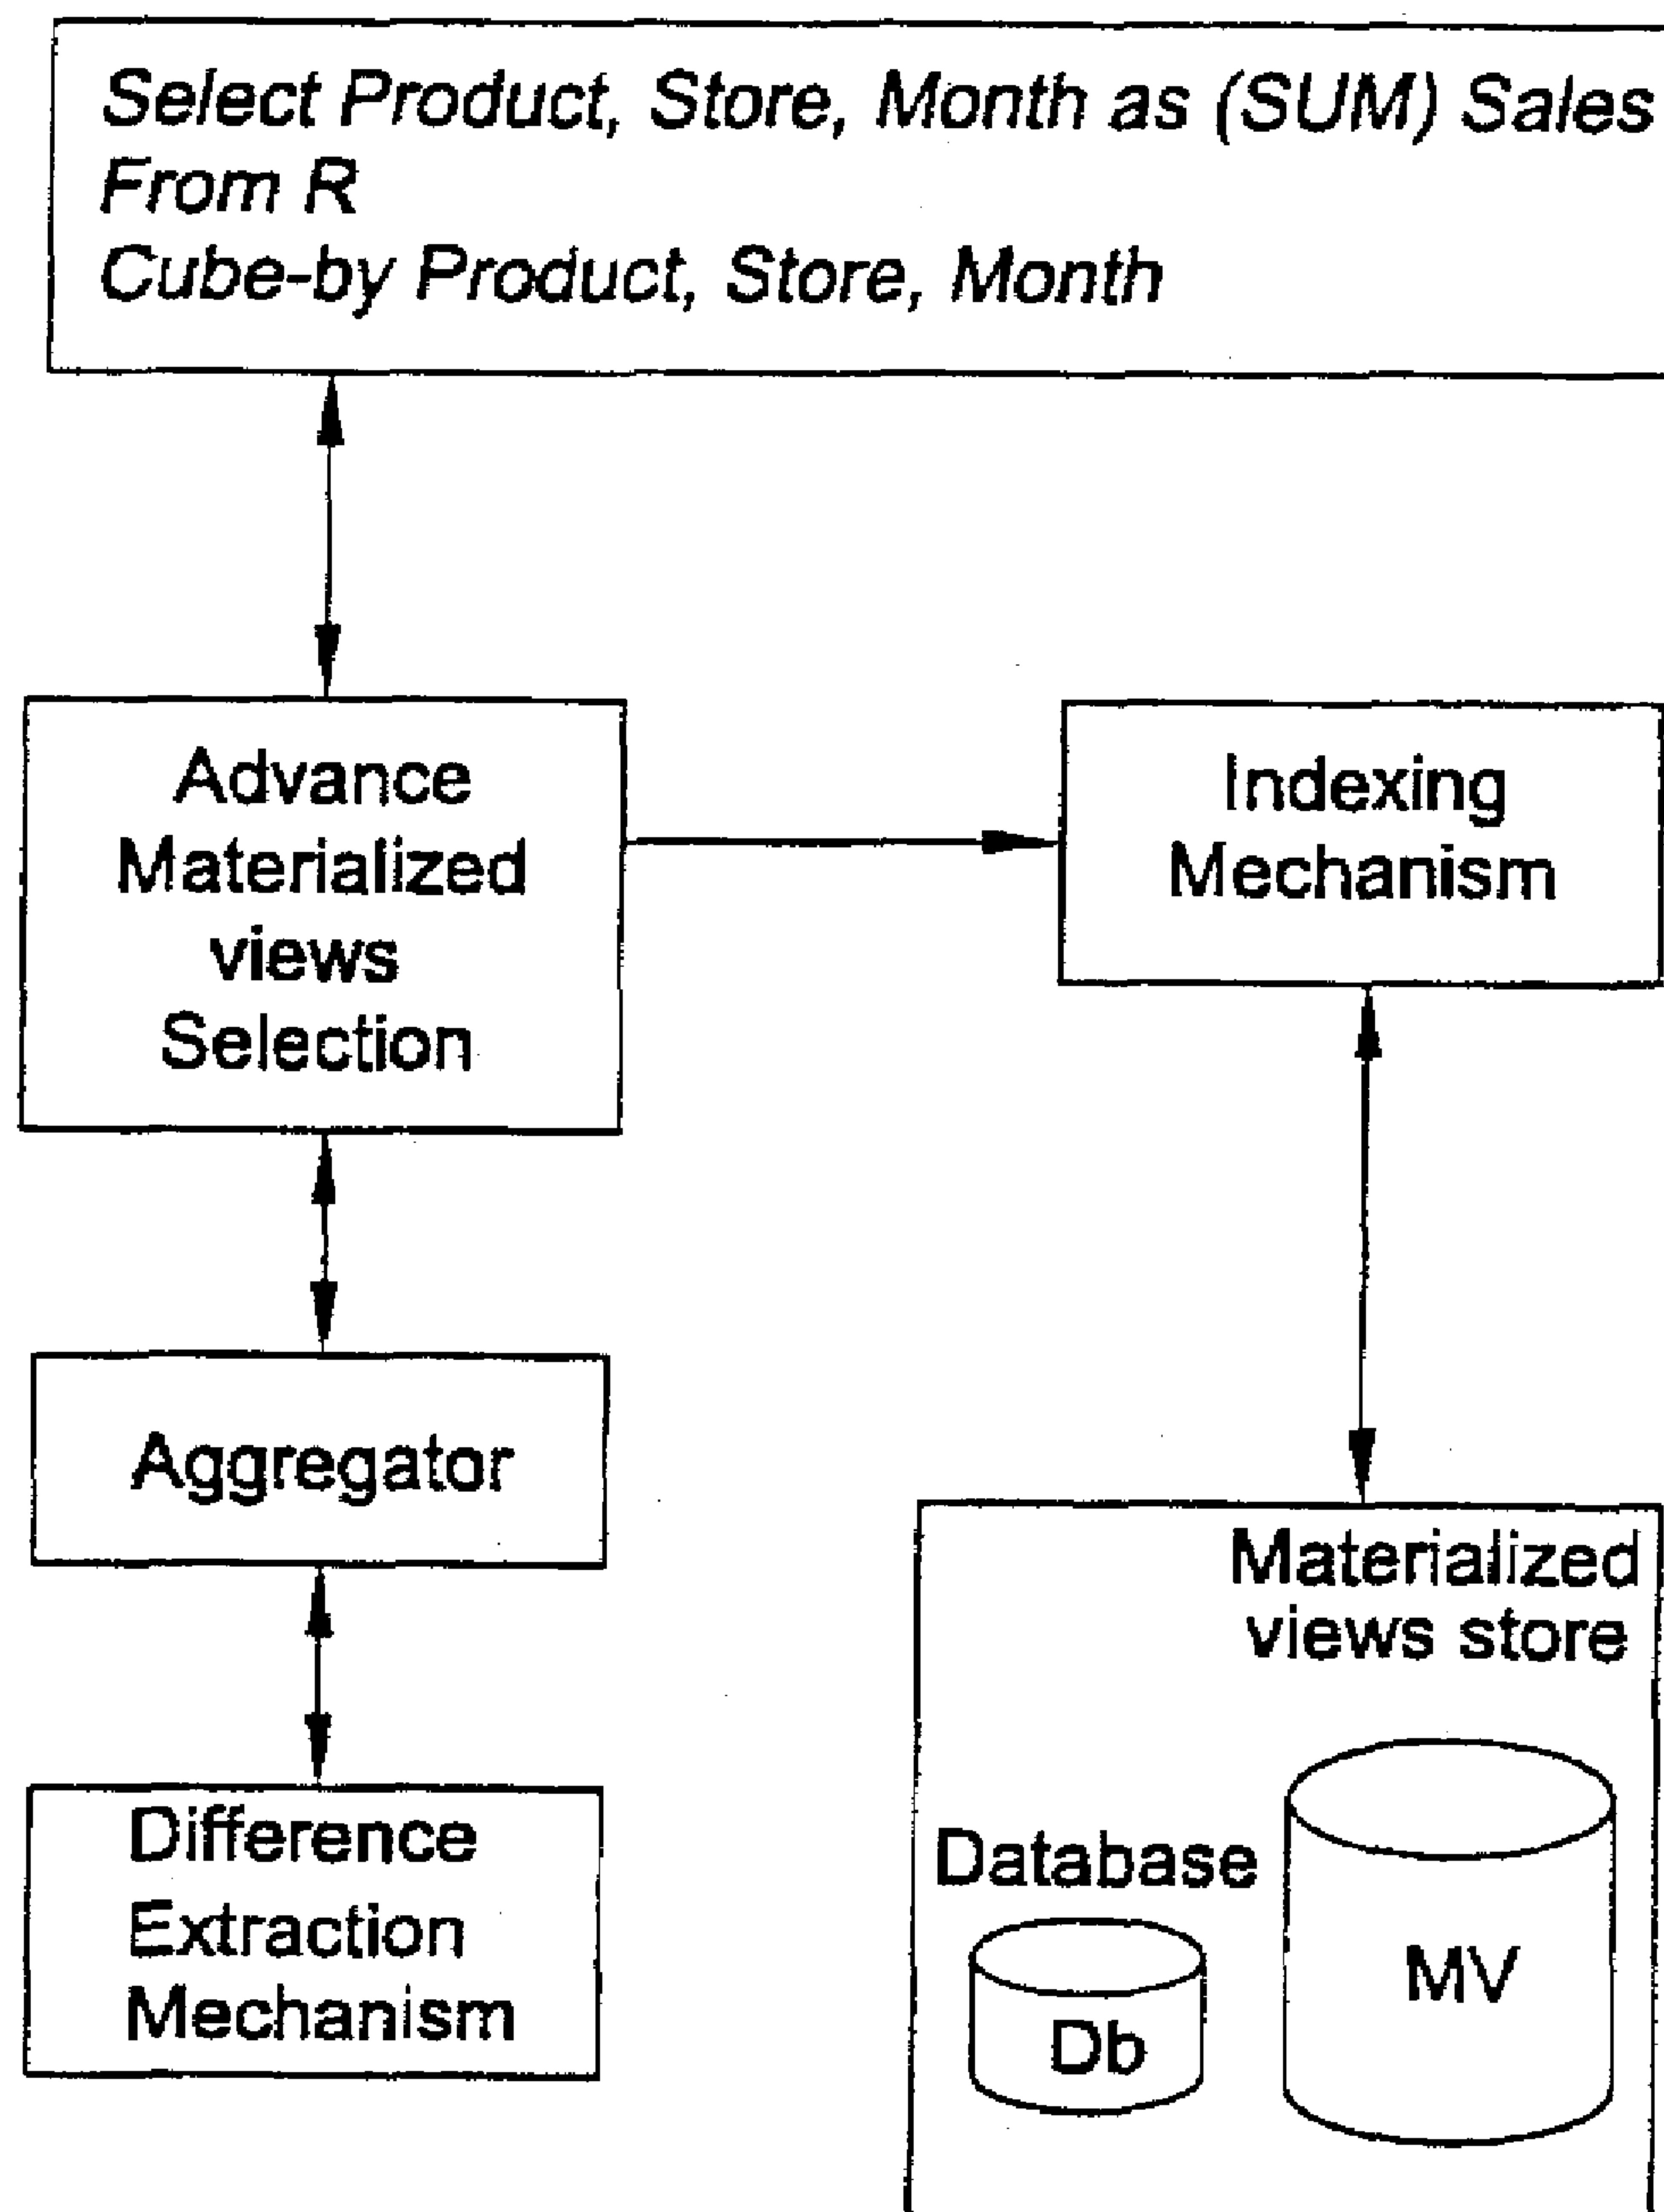 Select Product, Store, Month as (SUM) Sales
From R
Cube-by Product, Store, Month
Advance
Materialized
views
Selection
Indexing
Mechanism
Aggregator
Materialized
views store
Difference
Extraction
Mechanism
Database
Db
MV